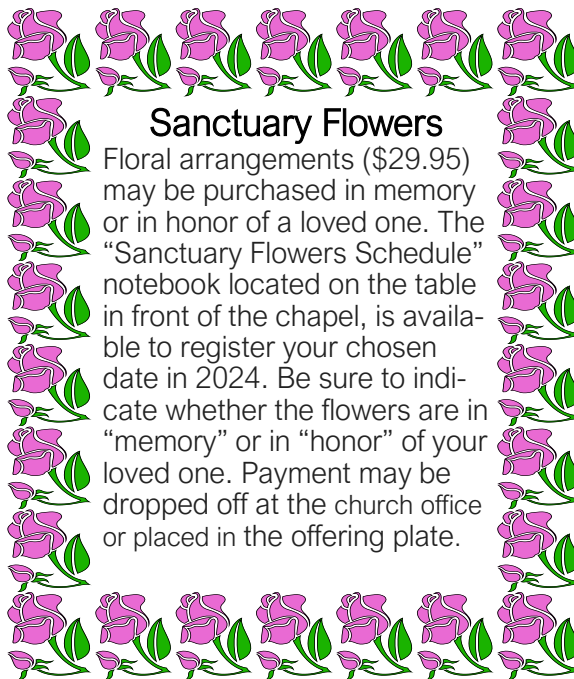 Sanctuary Flowers
Floral arrangements ($29.95)
may be purchased in memory
or in honor of a loved one. The
“Sanctuary Flowers Schedule”
notebook located on the table
in front of the chapel, is availa-
ble to register your chosen
date in 2024. Be sure to indi-
cate whether the flowers are in
“memory” or in “honor” of your
loved one. Payment may be
dropped off at the church office
or placed in the offering plate.